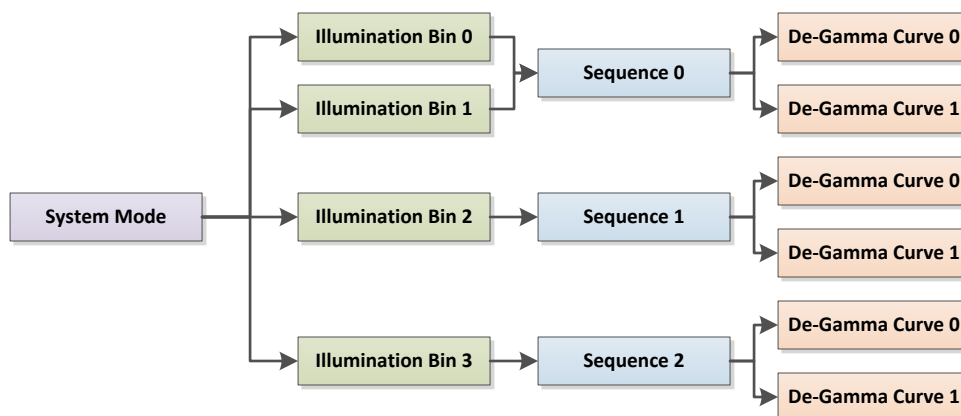 System Mode
Illumination Bin 0
Illumination Bin 1
Illumination Bin 2
Illumination Bin 3
Sequence 0
Sequence 1
Sequence 2
De-Gamma Curve 0
De-Gamma Curve 1
De-Gamma Curve 0
De-Gamma Curve 1
De-Gamma Curve 0
De-Gamma Curve 1